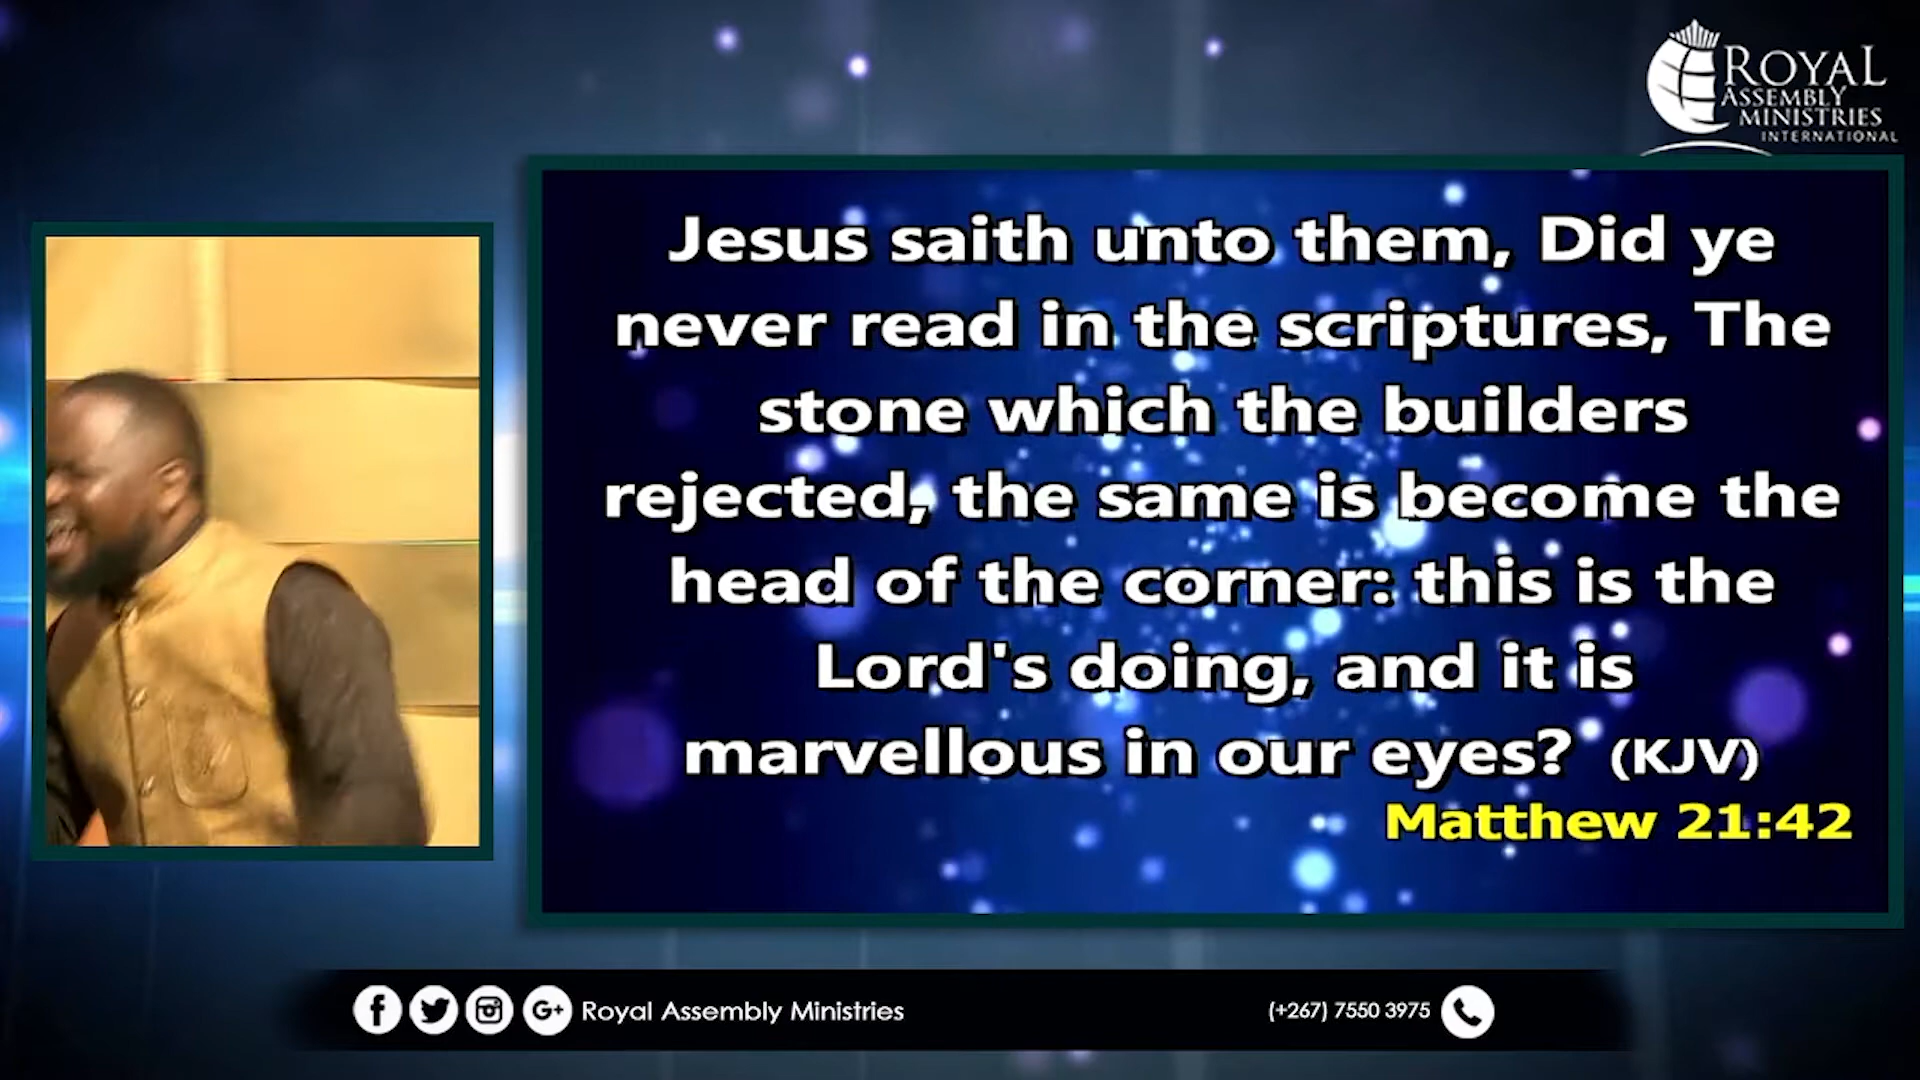 ROYAL
ASSEMBLY
MINISTRIES
INTERNATIONAL
Jesus saith unto them, Did ye
never read in the scriptures, The
stone which the builders
rejected, the same is become the
head of the corner: this is the
Lord's doing, and it is
marvellous in our eyes? (KJV)
Matthew 21:42
f G+ Royal Assembly Ministries
(+267) 7550 3975